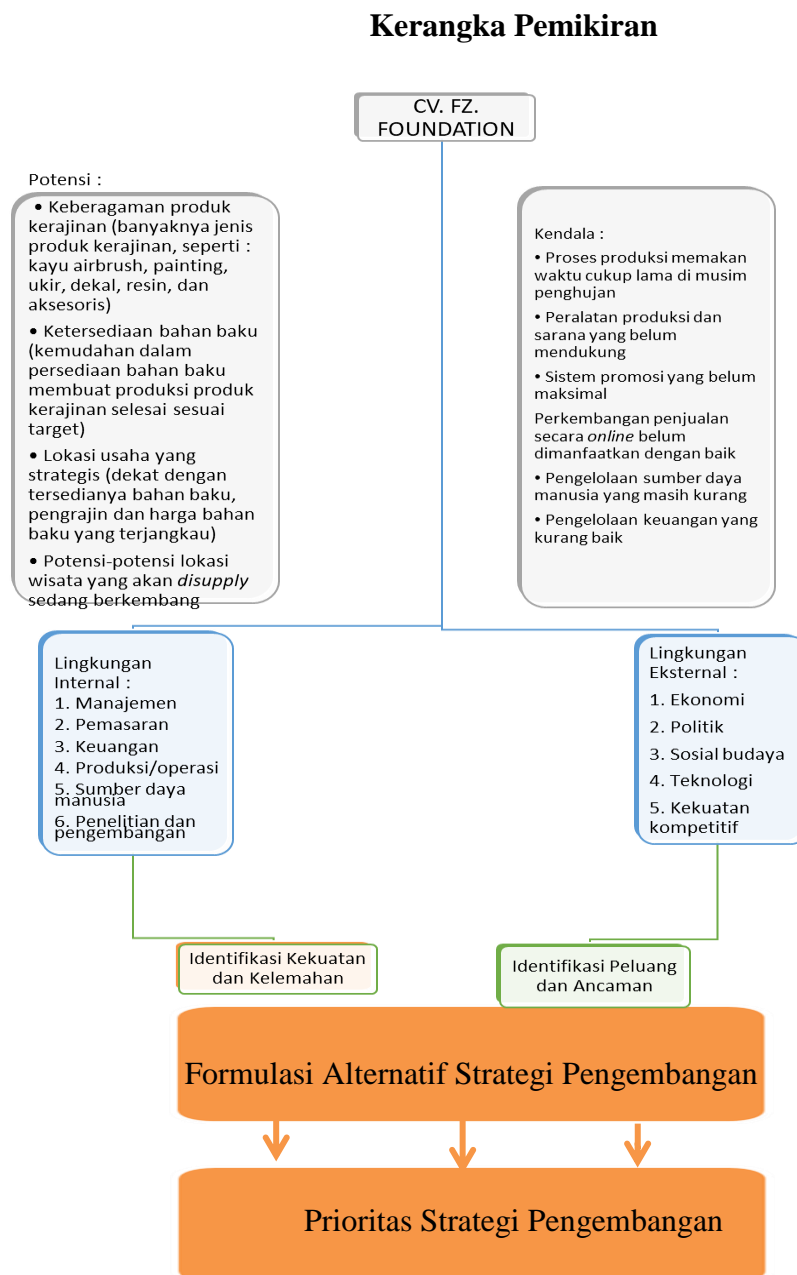 Kerangka Pemikiran
CV. FZ.
FOUNDATION
Potensi :
• Keberagaman produk
kerajinan (banyaknya jenis
produk kerajinan, seperti :
kayu airbrush, painting,
ukir, dekal, resin, dan
aksesoris)
• Ketersediaan bahan baku
(kemudahan dalam
persediaan bahan baku
membuat produksi produk
kerajinan selesai sesuai
target)
• Lokasi usaha yang
strategis (dekat dengan
tersedianya bahan baku,
pengrajin dan harga bahan
baku yang terjangkau)
• Potensi-potensi lokasi
wisata yang akan disupply
sedang berkembang
Kendala :
• Proses produksi memakan
waktu cukup lama di musim
penghujan
• Peralatan produksi dan
sarana yang belum
mendukung
• Sistem promosi yang belum
maksimal
Perkembangan penjualan
secara online belum
dimanfaatkan dengan baik
• Pengelolaan sumber daya
manusia yang masih kurang
• Pengelolaan keuangan yang
kurang baik
Lingkungan
Internal :
1. Manajemen
2. Pemasaran
3. Keuangan
4. Produksi/operasi
5. Sumber daya
manusia
6. Penelitian dan
pengembangan
Lingkungan
Eksternal :
1. Ekonomi
2. Politik
3. Sosial budaya
4. Teknologi
5. Kekuatan
kompetitif
Identifikasi Kekuatan
dan Kelemahan
Identifikasi Peluang
dan Ancaman
Formulasi Alternatif Strategi Pengembangan
Prioritas Strategi Pengembangan